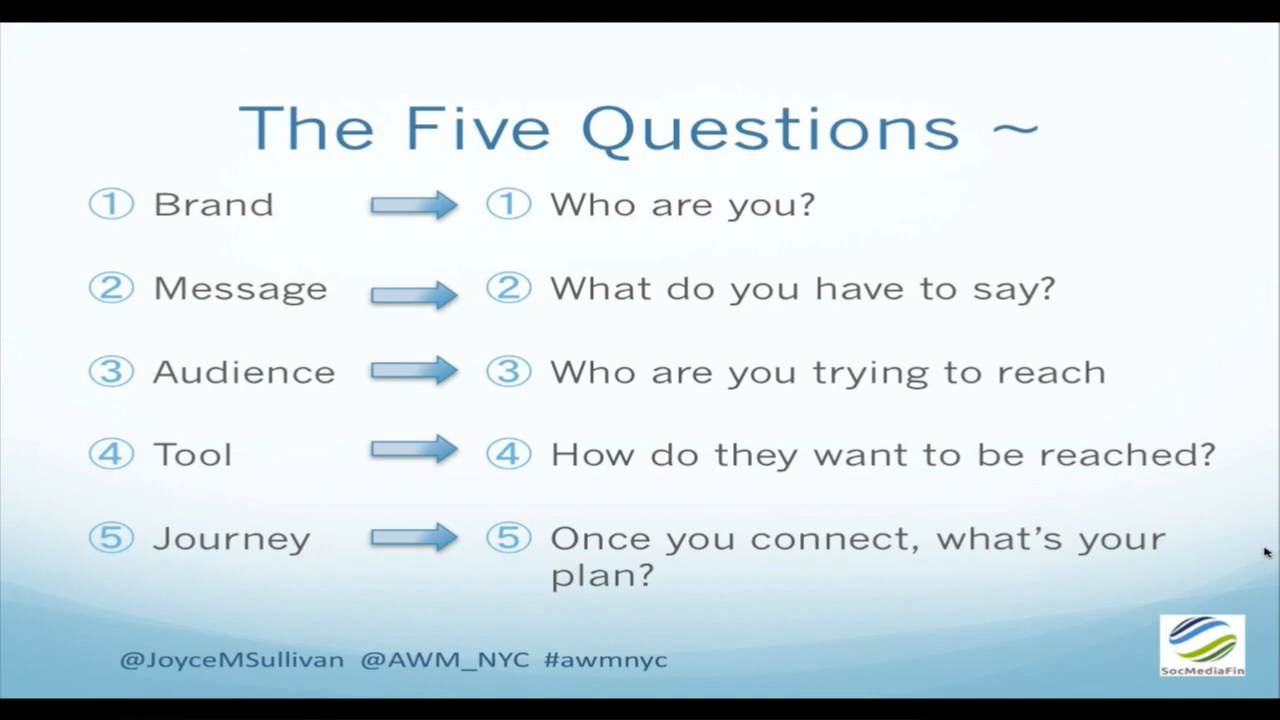 The Five Questions ~
① Brand ① Who are you?
② Message ② What do you have to say?
③ Audience ③ Who are you trying to reach
④ Tool ④ How do they want to be reached?
⑤ Journey ⑤ Once you connect, what’s your
plan?
@JoyceMSullivan @AWM_NYC #awmnyc
SocMediaFin